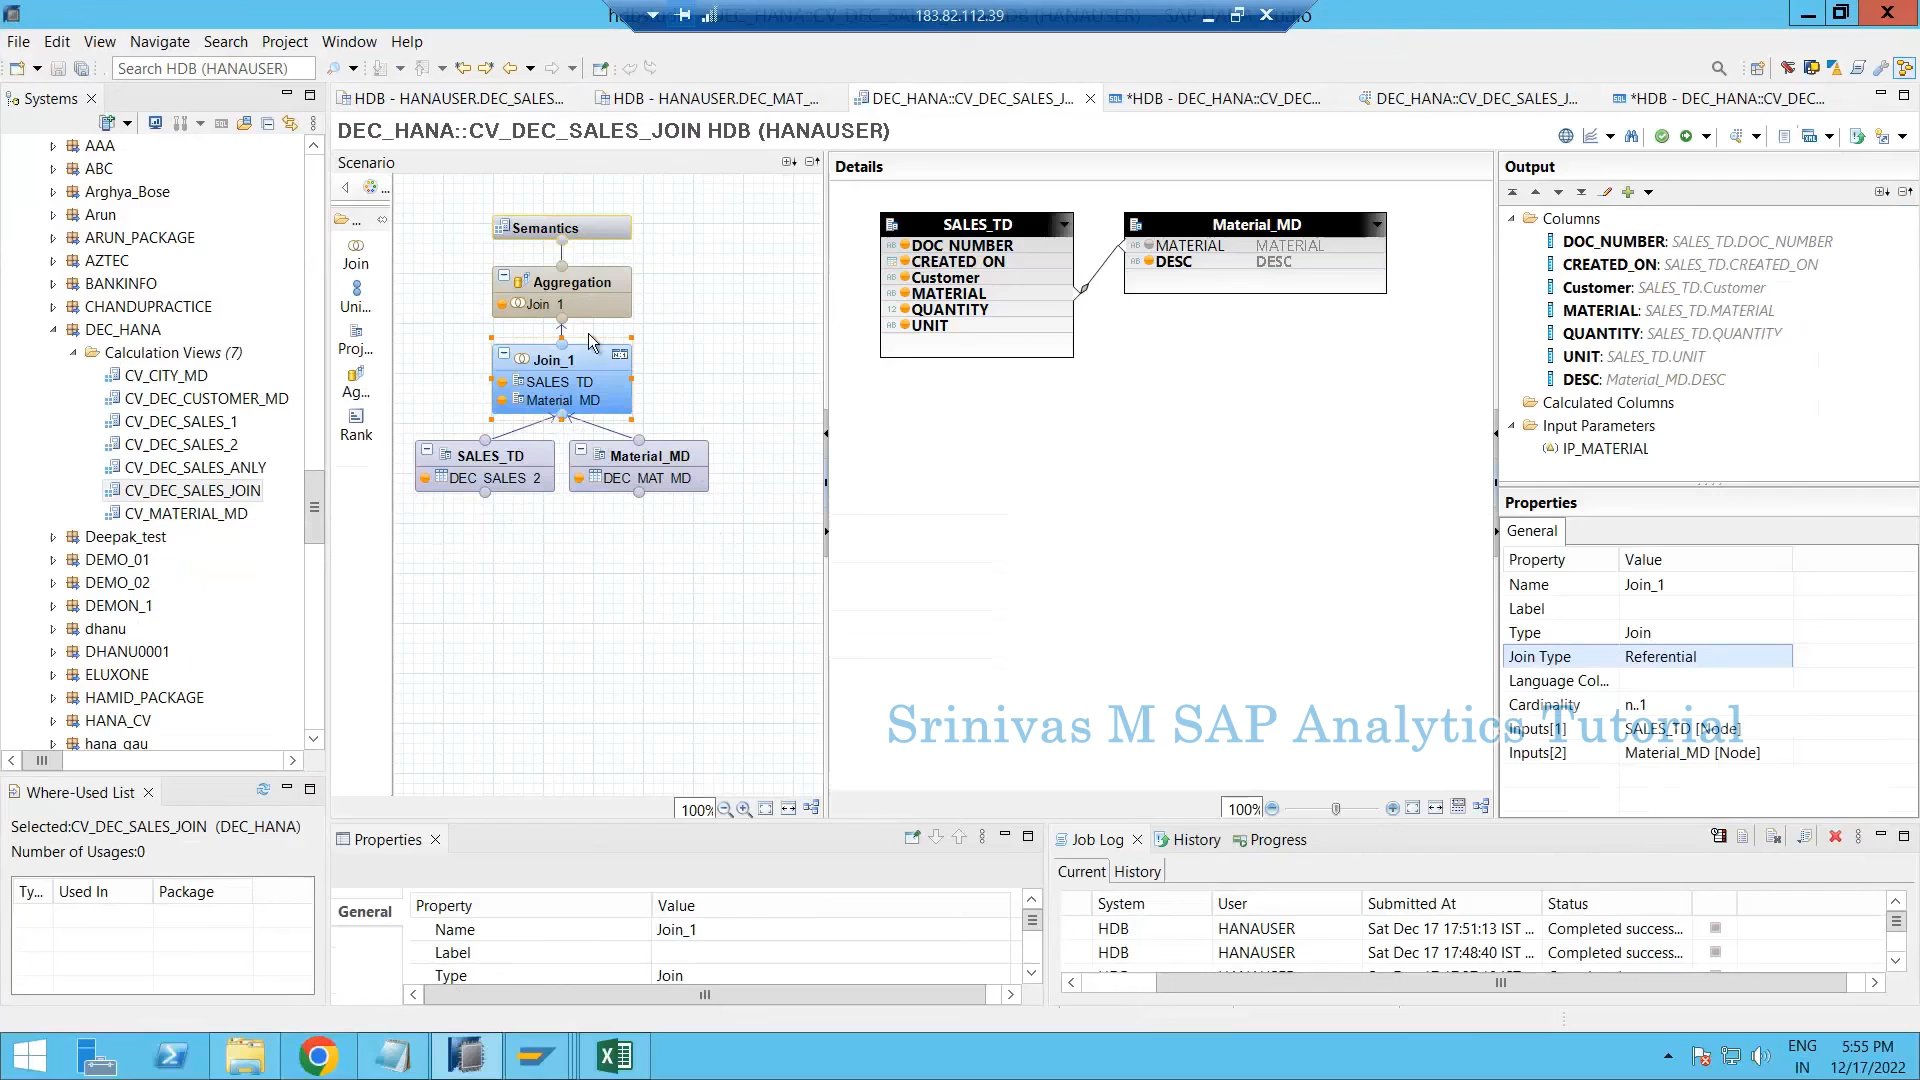 183.82.112.39
File Edit View Navigate Search Project Window Help
Search HDB (HANAUSER)
Systems
HDB - HANAUSER.DEC_SALES...
HDB - HANAUSER.DEC_MAT_...
DEC_HANA::CV_DEC_SALES_J...
*HDB - DEC_HANA::CV_DEC...
DEC_HANA::CV_DEC_SALES_J...
*HDB - DEC_HANA::CV_DEC...
DEC_HANA::CV_DEC_SALES_JOIN HDB (HANAUSER)
AAA
ABC
Arghya_Bose
Arun
ARUN_PACKAGE
AZTEC
BANKINFO
CHANDUPRACTICE
DEC_HANA
Calculation Views (7)
CV_CITY_MD
CV_DEC_CUSTOMER_MD
CV_DEC_SALES_1
CV_DEC_SALES_2
CV_DEC_SALES_ANLY
CV_DEC_SALES_JOIN
CV_MATERIAL_MD
Deepak_test
DEMO_01
DEMO_02
DEMON_1
dhanu
DHANU0001
ELUXONE
HAMID_PACKAGE
HANA_CV
hana_gau
Scenario
...
...
Join
Uni...
Proj...
Ag...
Rank
Semantics
Aggregation
Join_1
Join_1
SALES_TD
Material_MD
SALES_TD
DEC_SALES_2
Material_MD
DEC_MAT_MD
100%
Details
SALES_TD
DOC_NUMBER
CREATED_ON
Customer
MATERIAL
QUANTITY
UNIT
Material_MD
MATERIAL MATERIAL
DESC DESC
100%
Output
Columns
DOC_NUMBER: SALES_TD.DOC_NUMBER
CREATED_ON: SALES_TD.CREATED_ON
Customer: SALES_TD.Customer
MATERIAL: SALES_TD.MATERIAL
QUANTITY: SALES_TD.QUANTITY
UNIT: SALES_TD.UNIT
DESC: Material_MD.DESC
Calculated Columns
Input Parameters
IP_MATERIAL
Properties
General
Property Value
Name Join_1
Label
Type Join
Join Type Referential
Language Col...
Cardinality n..1
Inputs[1] SALES_TD [Node]
Inputs[2] Material_MD [Node]
Srinivas M SAP Analytics Tutorial
Where-Used List
Selected:CV_DEC_SALES_JOIN (DEC_HANA)
Number of Usages:0
Ty... Used In Package
Properties
General
Property Value
Name Join_1
Label
Type Join
Job Log History Progress
Current History
System User Submitted At Status
HDB HANAUSER Sat Dec 17 17:51:13 IST ... Completed success...
HDB HANAUSER Sat Dec 17 17:48:40 IST ... Completed success...
ENG
IN
5:55 PM
12/17/2022